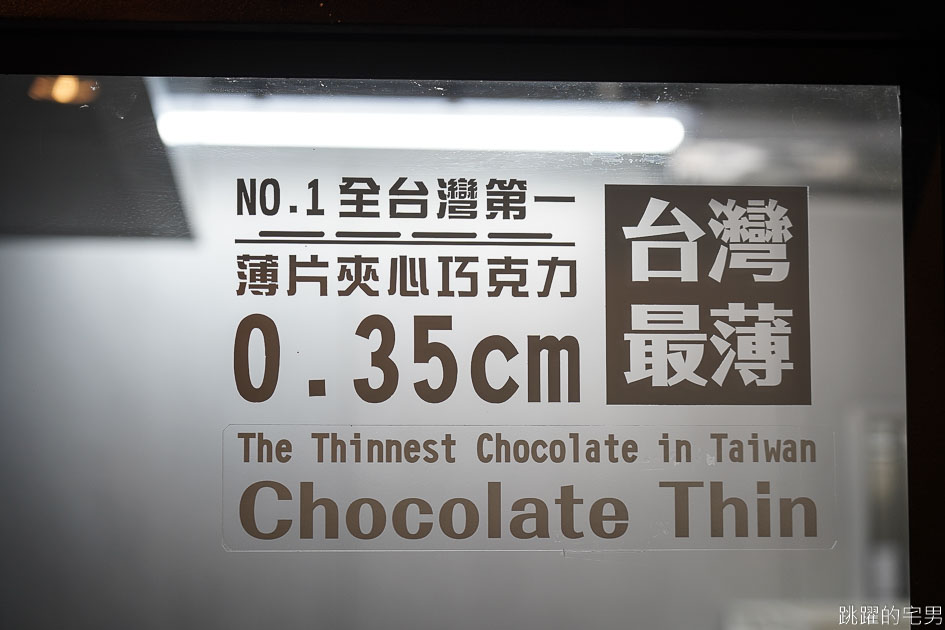 NO.1 全台灣第一
薄片夾心巧克力
0.35cm
台灣
最薄
The Thinnest Chocolate in Taiwan
Chocolate Thin
跳躍的宅男